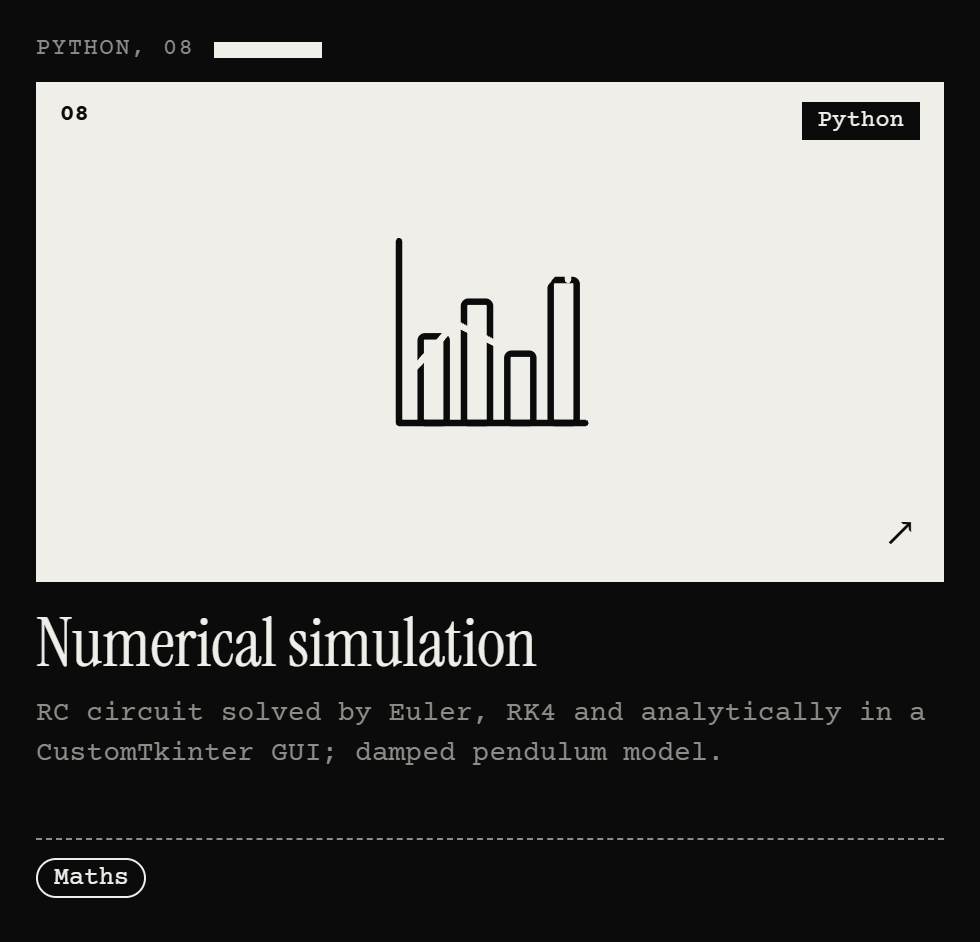 PYTHON, 08
08
Python
↗
Numerical simulation
RC circuit solved by Euler, RK4 and analytically in a
CustomTkinter GUI; damped pendulum model.
Maths